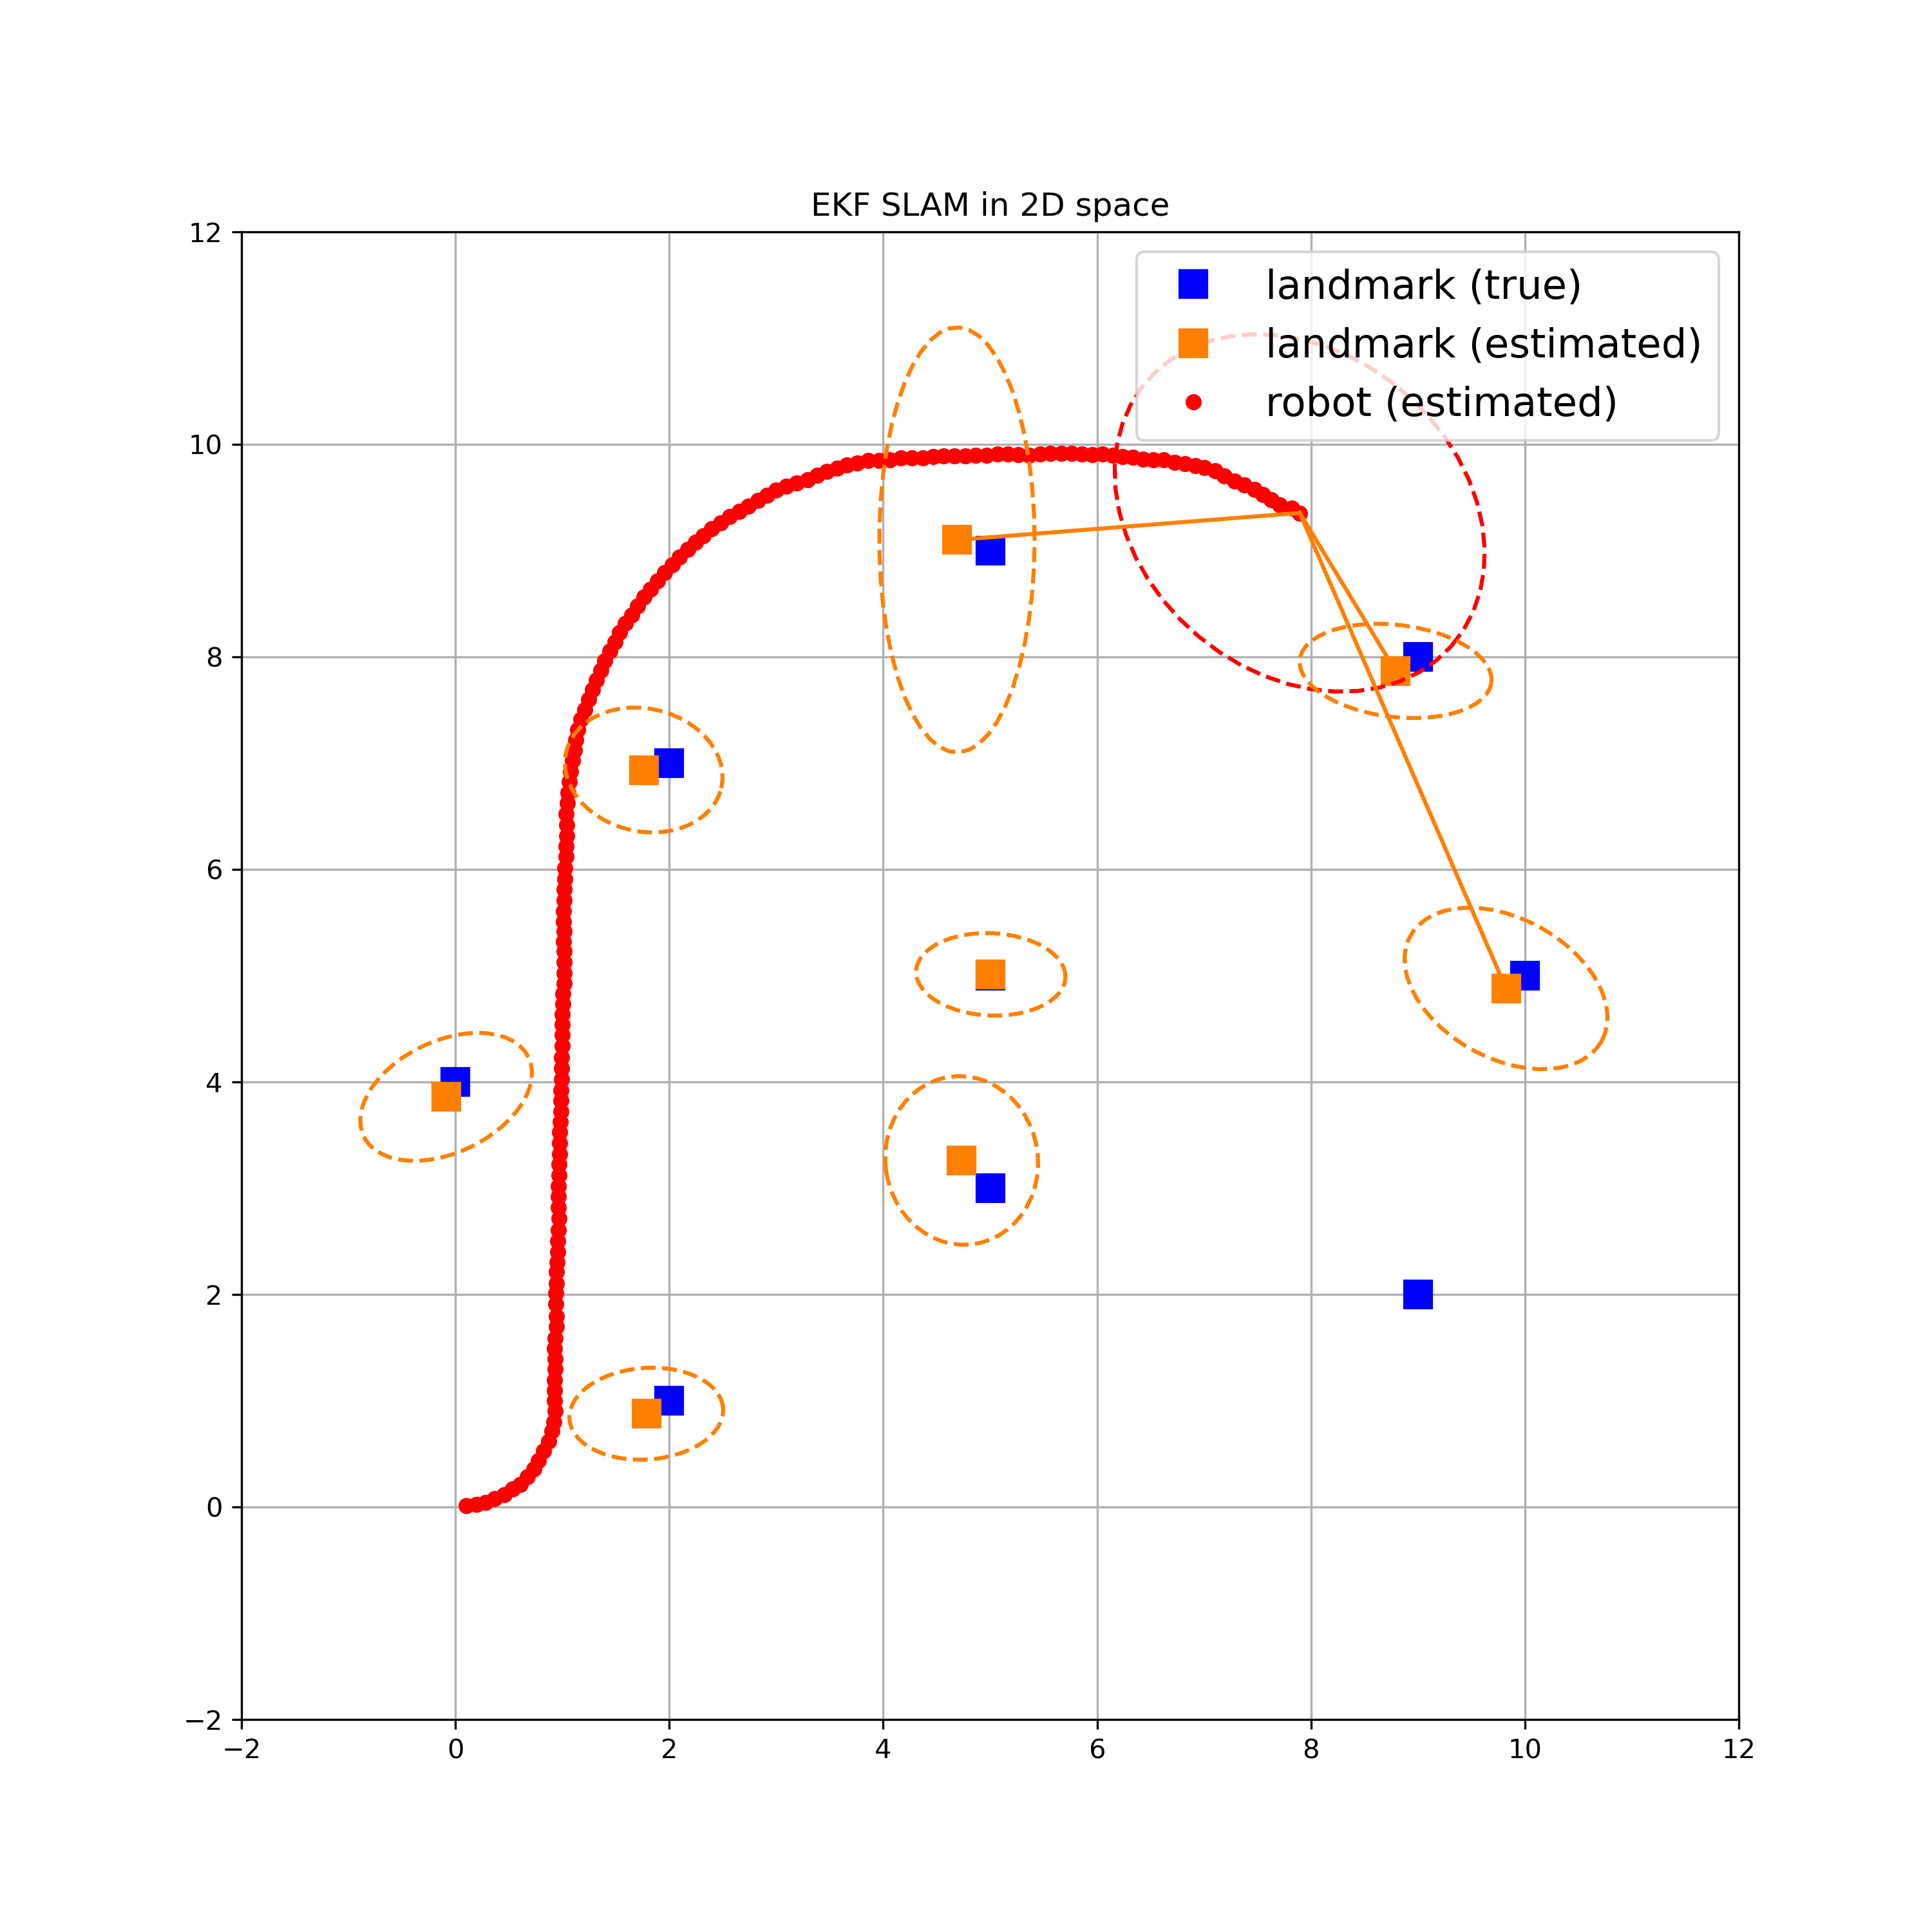 EKF SLAM in 2D space
12
landmark (true)
landmark (estimated)
robot (estimated)
10
8
6
4
2
0
−2
−2 0 2 4 6 8 10 12